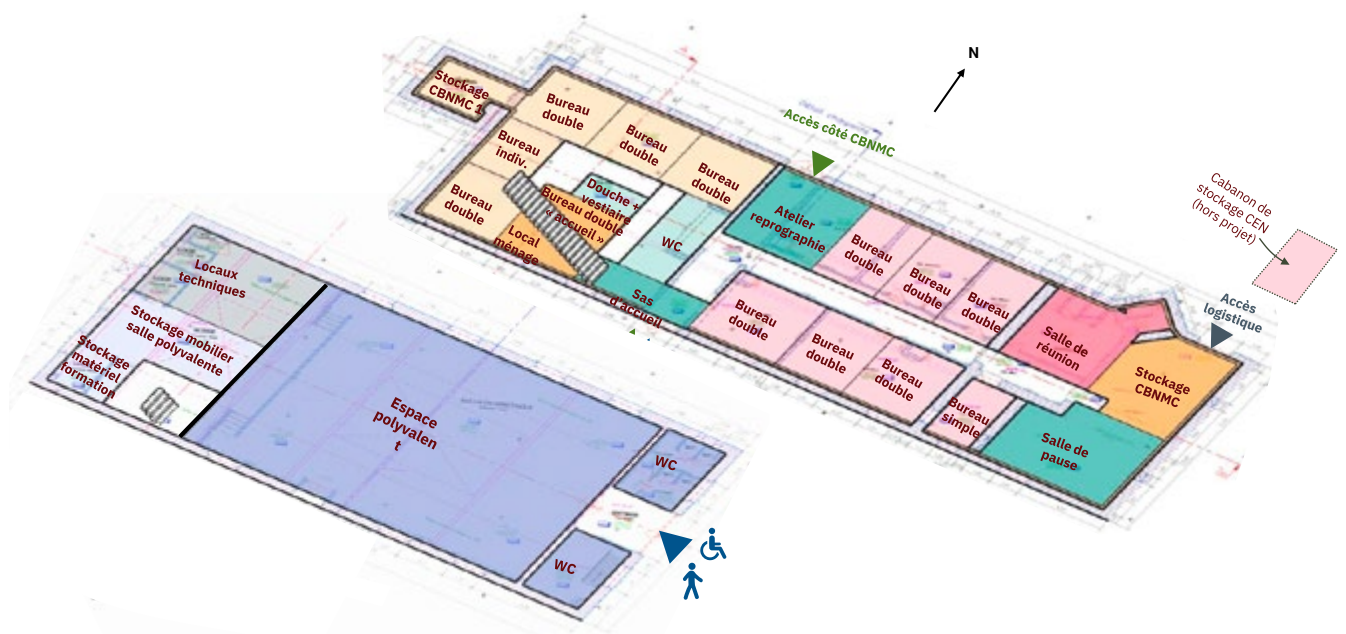 N
Accès côté CBNMC
Stockage
CBNMC 1
Bureau
double
Bureau
double
Bureau
double
Bureau
indiv.
Bureau
double
Douche +
vestiaire
Bureau double
« accueil »
Local
ménage
WC
Sas
d'accueil
Atelier
reprographie
Bureau
double
Bureau
double
Bureau
double
Bureau
double
Bureau
double
Bureau
double
Bureau
simple
Salle de
réunion
Stockage
CBNMC
Salle de
pause
Cabanon de
stockage CEN
(hors projet)
Accès
logistique
Locaux
techniques
Stockage mobilier
salle polyvalente
Stockage
matériel
formation
Espace
polyvalen
t
WC
WC